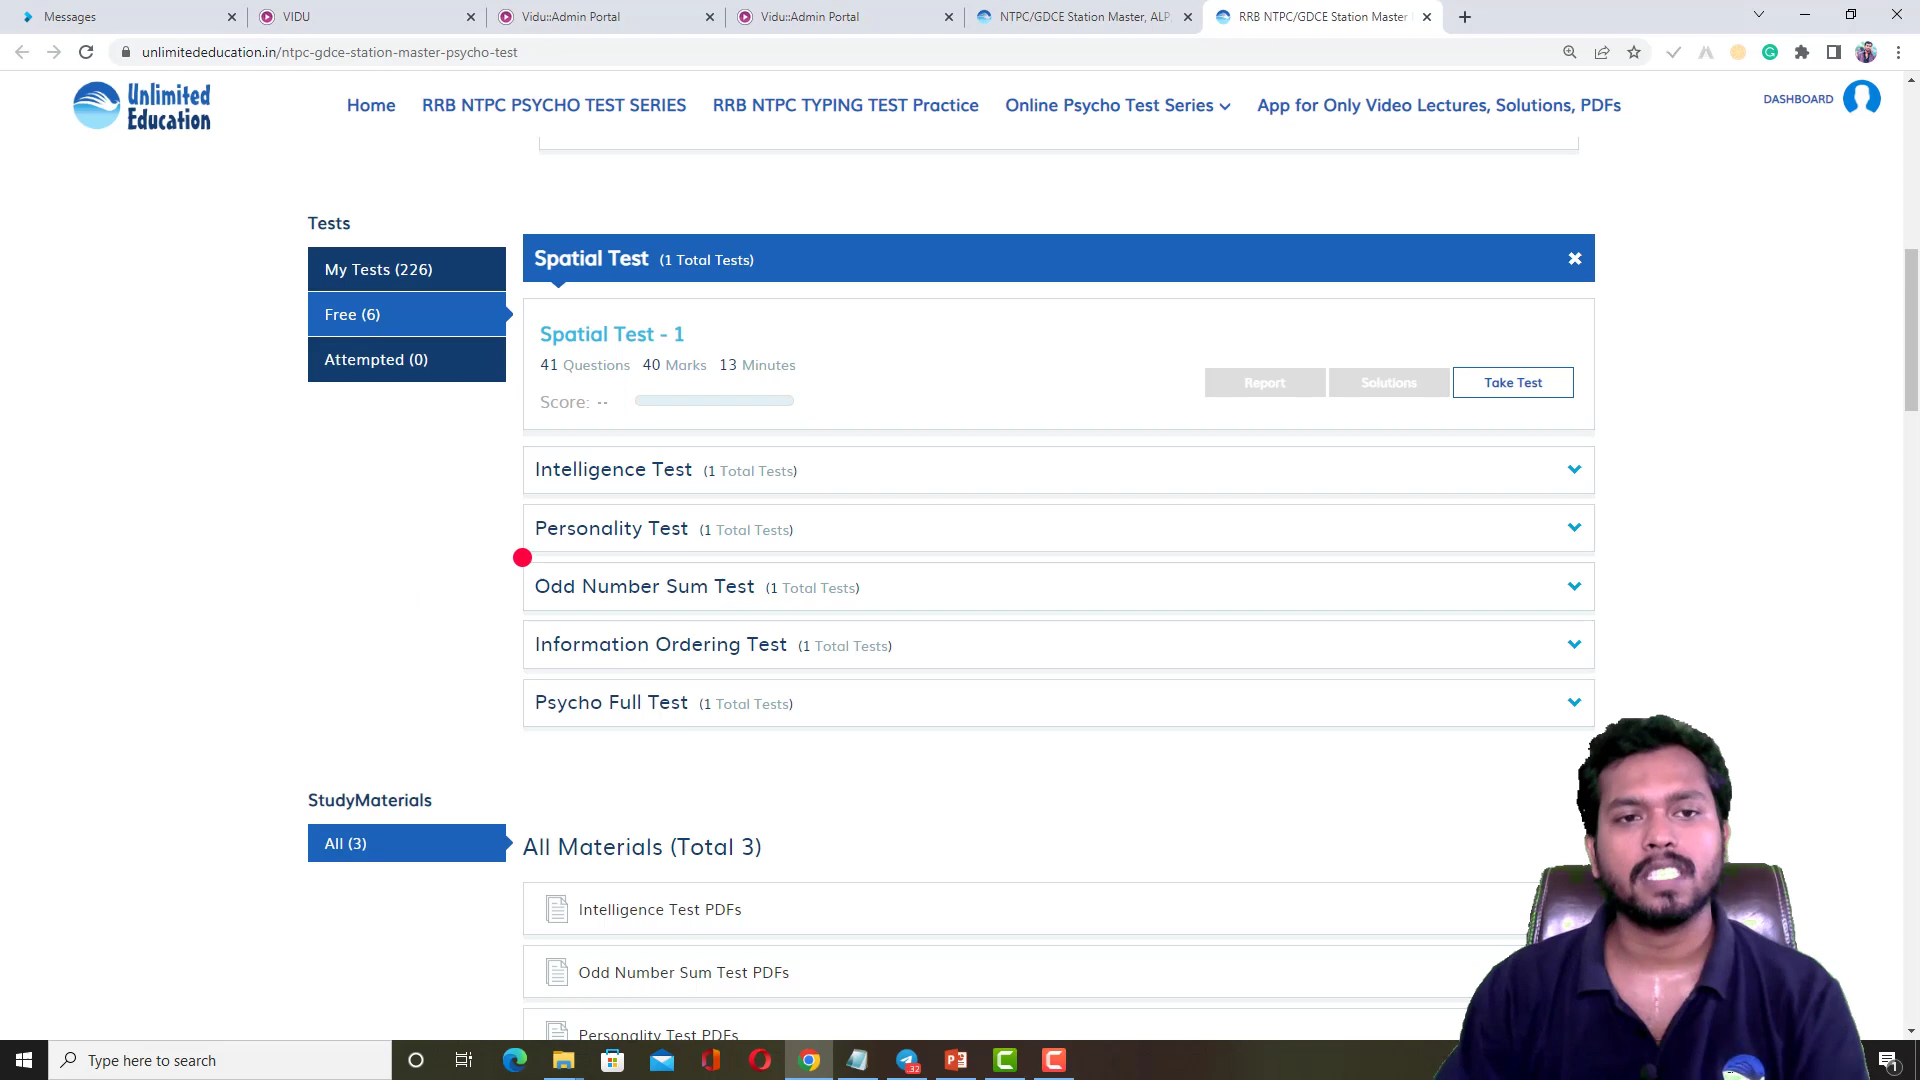 Messages
VIDU
Vidu::Admin Portal
Vidu::Admin Portal
NTPC/GDCE Station Master, ALP
RRB NTPC/GDCE Station Master
unlimitededucation.in/ntpc-gdce-station-master-psycho-test
Unlimited
Education
Home
RRB NTPC PSYCHO TEST SERIES
RRB NTPC TYPING TEST Practice
Online Psycho Test Series
App for Only Video Lectures, Solutions, PDFs
DASHBOARD
Tests
My Tests (226)
Free (6)
Attempted (0)
Spatial Test (1 Total Tests)
Spatial Test - 1
41 Questions 40 Marks 13 Minutes
Score: --
Report
Solutions
Take Test
Intelligence Test (1 Total Tests)
Personality Test (1 Total Tests)
Odd Number Sum Test (1 Total Tests)
Information Ordering Test (1 Total Tests)
Psycho Full Test (1 Total Tests)
StudyMaterials
All (3)
All Materials (Total 3)
Intelligence Test PDFs
Odd Number Sum Test PDFs
Personality Test PDFs
Type here to search
32
1